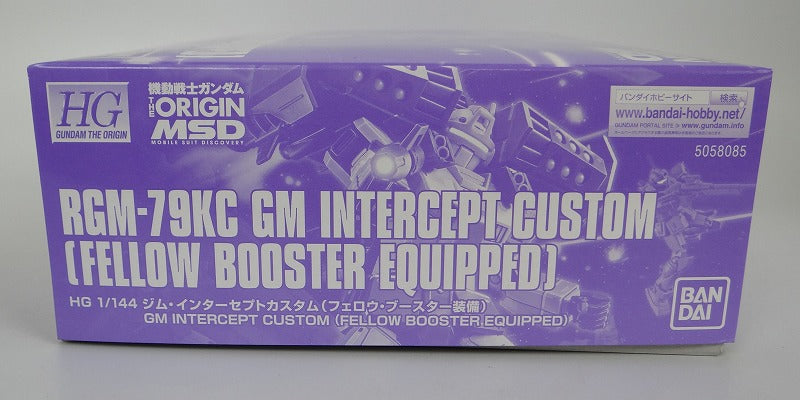 HG
GUNDAM THE ORIGIN
機動戦士ガンダム
THE ORIGIN
MSD
MOBILE SUIT DISCOVERY
バンダイホビーサイト 検索
www.bandai-hobby.net/
GUNDAM PORTAL SITE www.gundam.info
5058085
RGM-79KC GM INTERCEPT CUSTOM
(FELLOW BOOSTER EQUIPPED)
HG 1/144 ジム・インターセプトカスタム(フェロウ・ブースター装備)
GM INTERCEPT CUSTOM (FELLOW BOOSTER EQUIPPED)
BAN
DAI